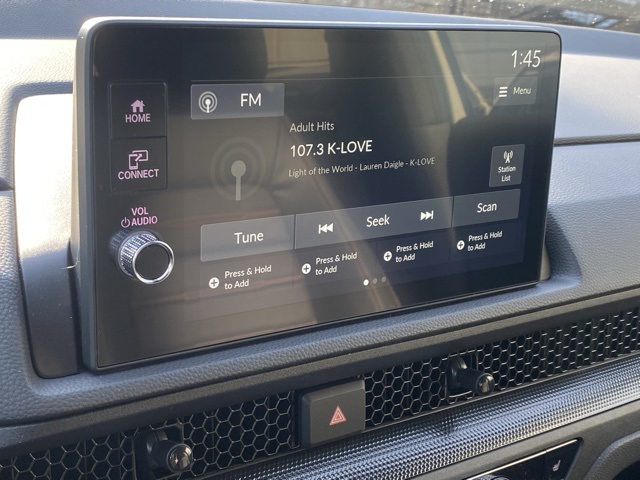 1:45
FM
Menu
HOME
Adult Hits
107.3 K-LOVE
Light of the World - Lauren Daigle - K-LOVE
CONNECT
Station
List
VOL
AUDIO
Tune
Seek
Scan
Press & Hold
to Add
Press & Hold
to Add
Press & Hold
to Add
Press & Hold
to Add